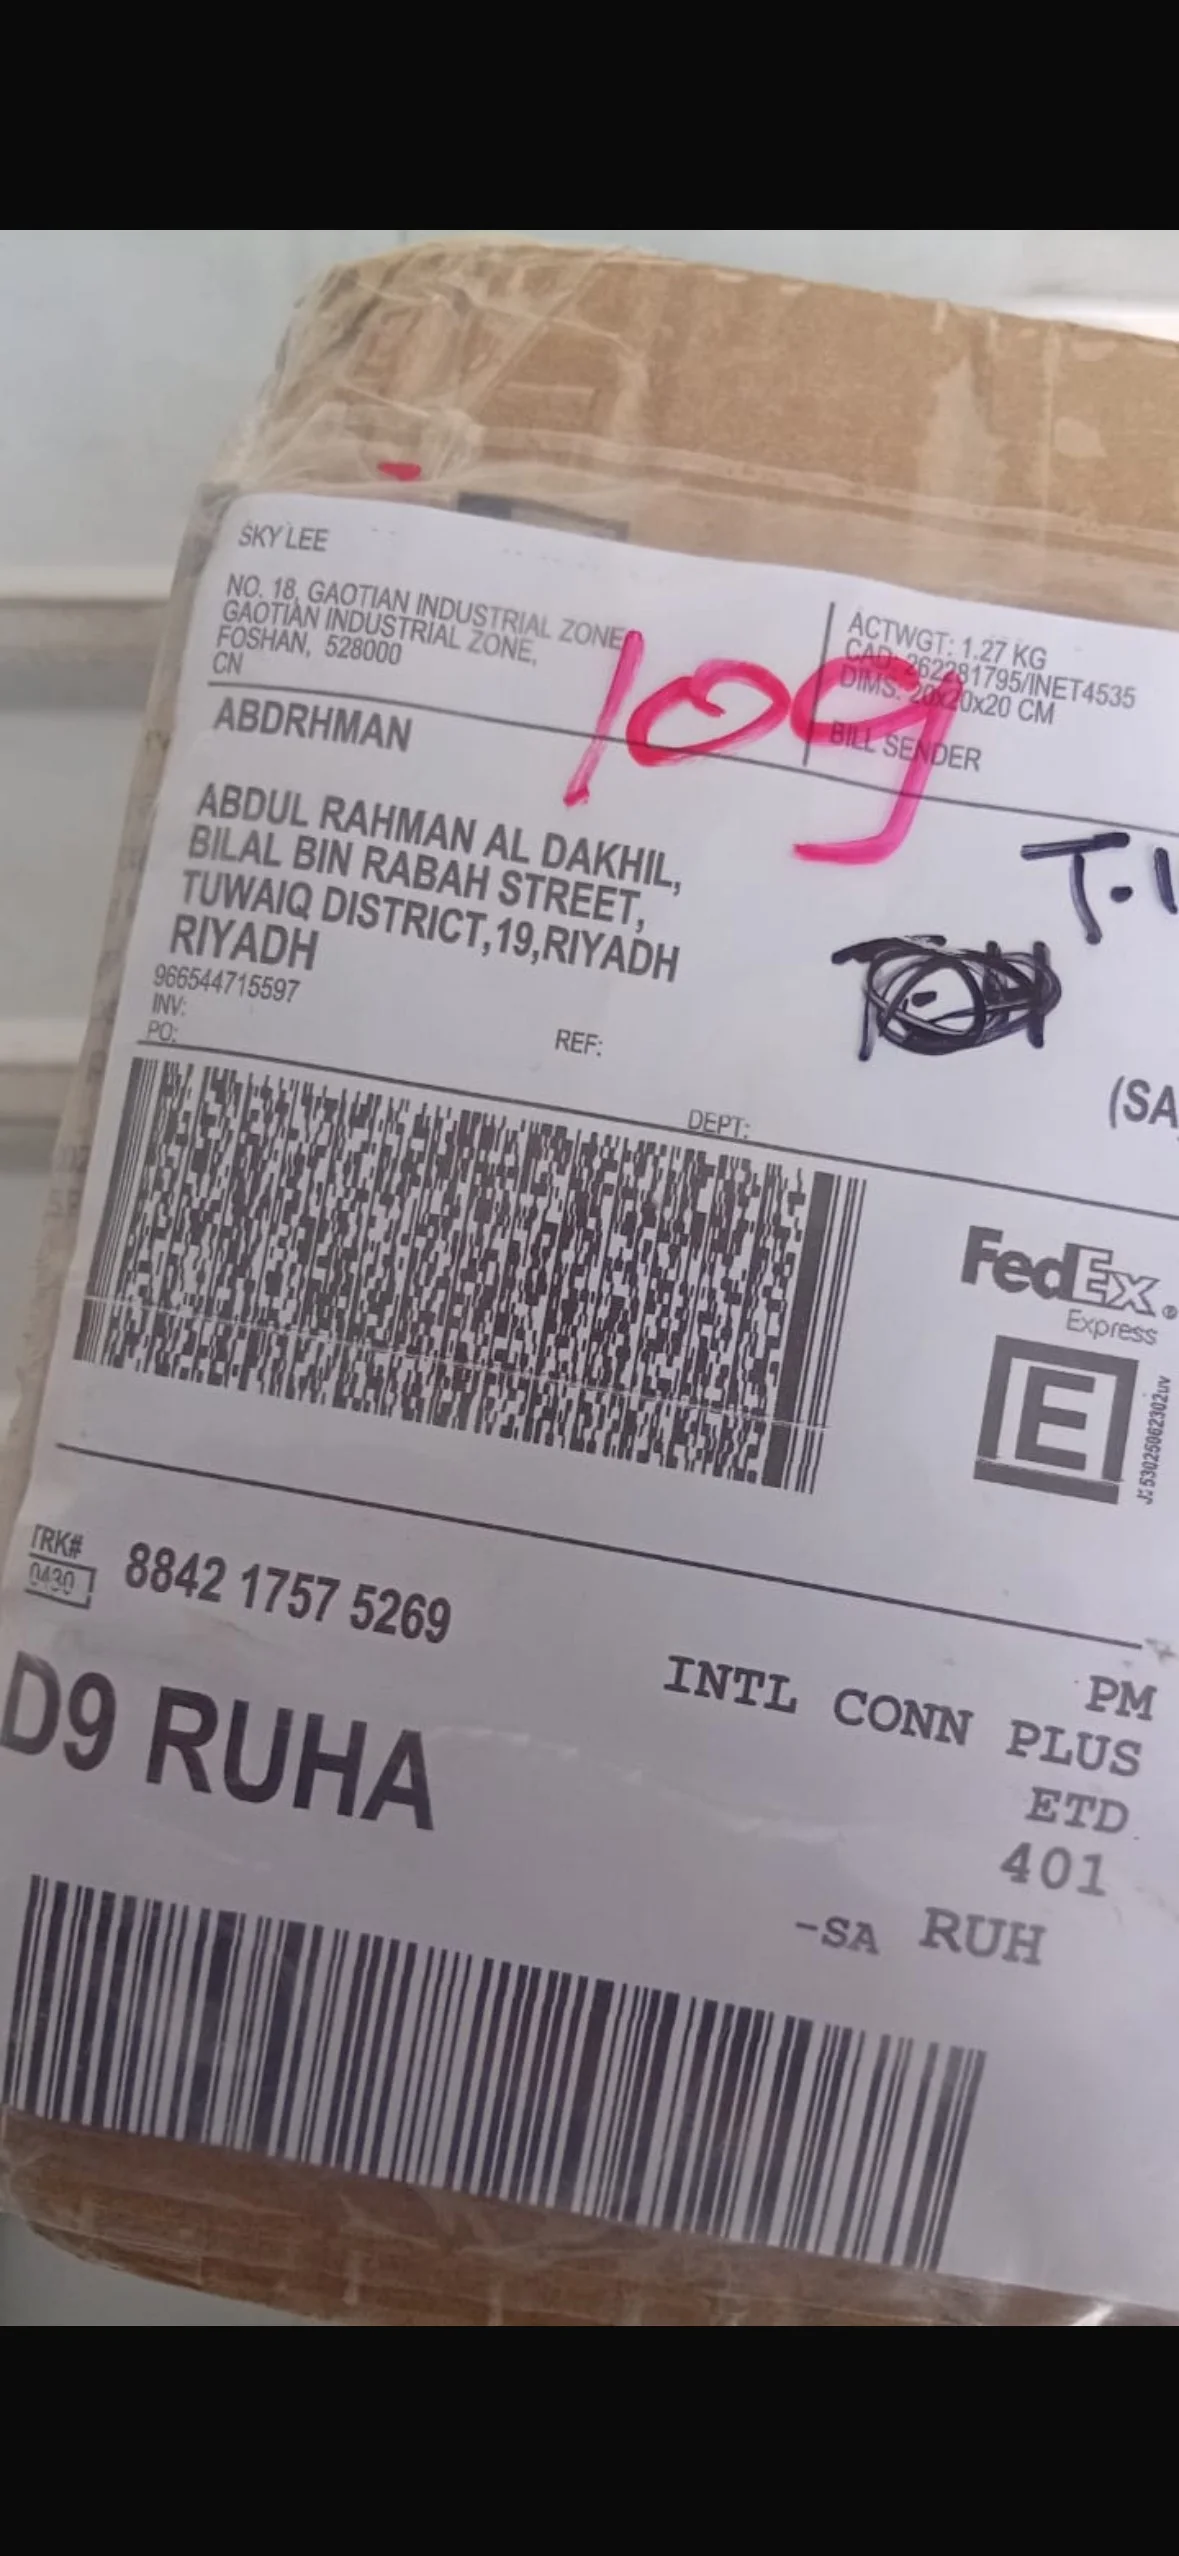 SKY LEE
NO. 18, GAOTIAN INDUSTRIAL ZONE,
GAOTIAN INDUSTRIAL ZONE,
FOSHAN, 528000
CN
ACTWGT: 1.27 KG
CAD: 262281795/INET4535
DIMS: 20x20x20 CM
BILL SENDER
109
ABDRHMAN
ABDUL RAHMAN AL DAKHIL,
BILAL BIN RABAH STREET,
TUWAIQ DISTRICT,19,RIYADH
RIYADH
966544715597
INV:
PO:
REF:
DEPT:
(SA
FedEx®
Express
E
TRK#
0430
8842 1757 5269
PM
INTL CONN PLUS
ETD
401
D9 RUHA
-SA RUH